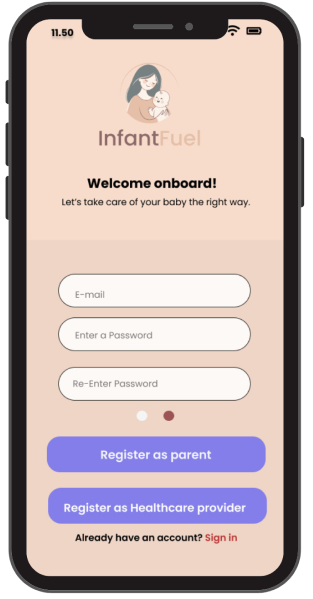 11.50
InfantFuel
Welcome onboard!
Let's take care of your baby the right way.
E-mail
Enter a Password
Re-Enter Password
Register as parent
Register as Healthcare provider
Already have an account? Sign in